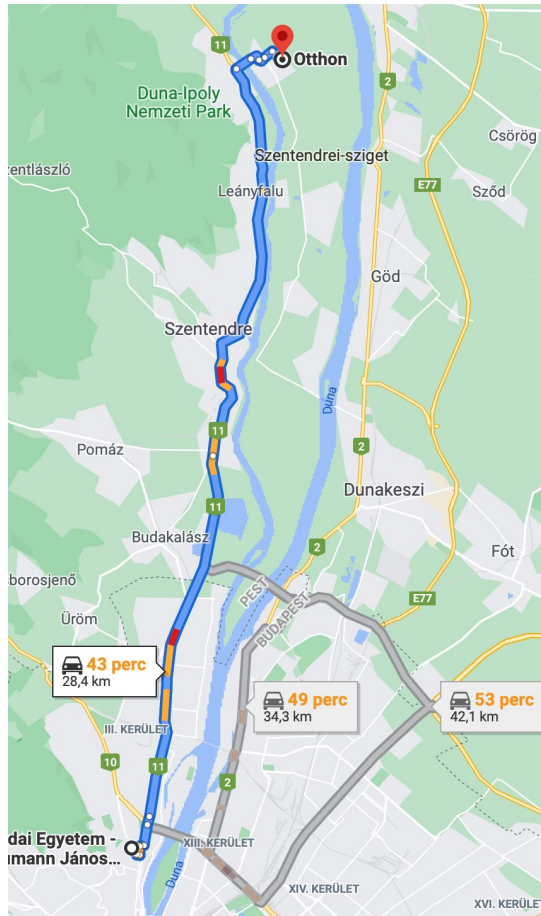 11
Otthon
2
Duna-Ipoly
Nemzeti Park
Csörög
Szentendrei-sziget
zentlászló
E77
Leányfalu
Sződ
Göd
Szentendre
Duna
11
2
Pomáz
Dunakeszi
11
2
Budakalász
Fót
PEST
BUDAPEST
borosjenő
E77
Üröm
43 perc
28,4 km
49 perc
34,3 km
53 perc
42,1 km
III. KERÜLET
10
11
2
dai Egyetem -
umann János...
XIII. KERÜLET
Duna
XIV. KERÜLET
XVI. KERÜLE